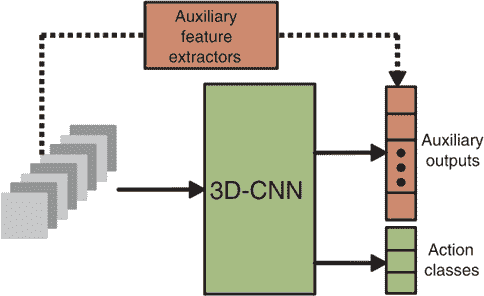 Auxiliary
feature
extractors
3D-CNN
Auxiliary
outputs
Action
classes